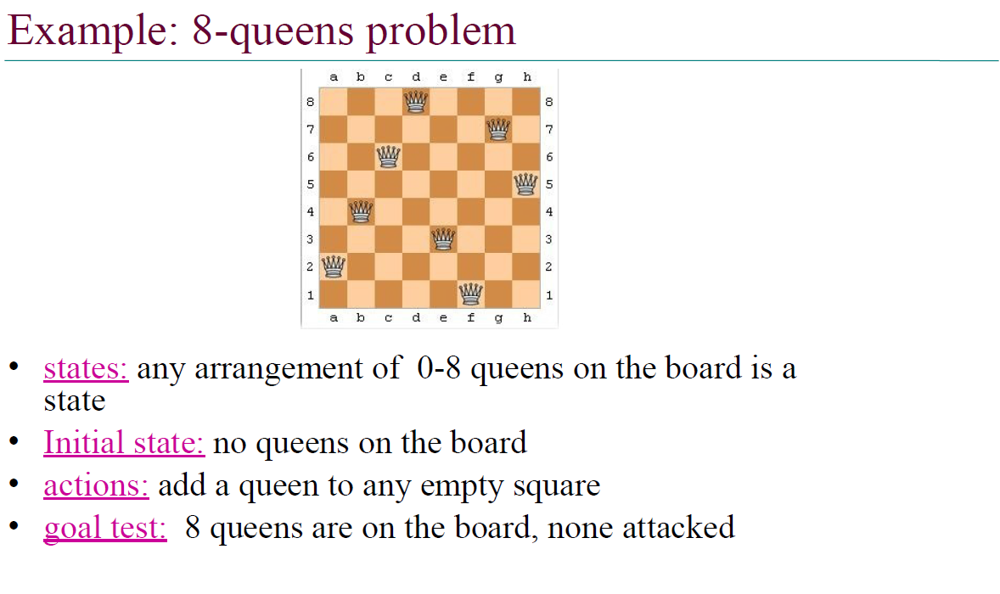 Example: 8-queens problem
a b c d e f g h
8 8
7 7
6 6
5 5
4 4
3 3
2 2
1 1
a b c d e f g h
• states: any arrangement of 0-8 queens on the board is a
state
• Initial state: no queens on the board
• actions: add a queen to any empty square
• goal test: 8 queens are on the board, none attacked